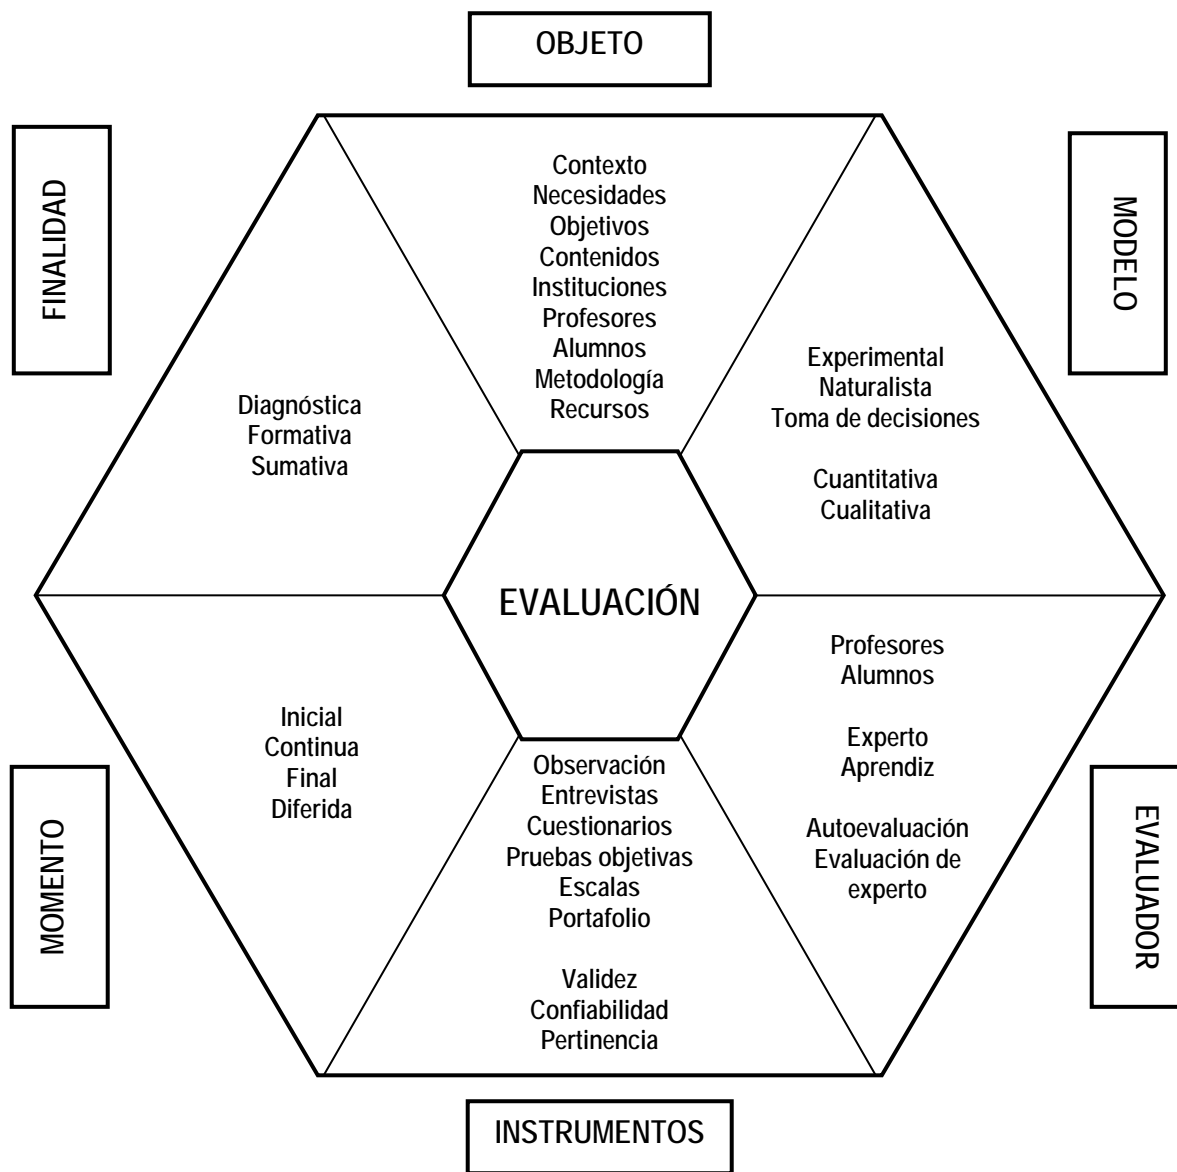 OBJETO
FINALIDAD
MODELO
Contexto
Necesidades
Objetivos
Contenidos
Instituciones
Profesores
Alumnos
Metodología
Recursos
Experimental
Naturalista
Toma de decisiones
Cuantitativa
Cualitativa
Diagnóstica
Formativa
Sumativa
EVALUACIÓN
Profesores
Alumnos
Experto
Aprendiz
Autoevaluación
Evaluación de
experto
EVALUADOR
Inicial
Continua
Final
Diferida
MOMENTO
Observación
Entrevistas
Cuestionarios
Pruebas objetivas
Escalas
Portafolio
Validez
Confiabilidad
Pertinencia
INSTRUMENTOS